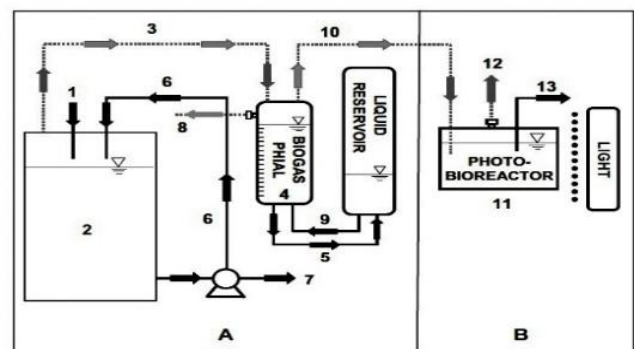 3
10
1
6
12
13
8
BIOGAS
PHIAL
4
LIQUID
RESERVOIR
PHOTO-
BIOREACTOR
11
LIGHT
2
6
9
5
7
A
B